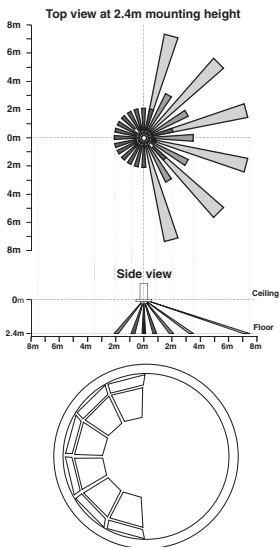 Top view at 2.4m mounting height
8m
6m
4m
2m
0m
2m
4m
6m
8m
Side view
0m
Ceiling
2.4m
Floor
8m 6m 4m 2m 0m 2m 4m 6m 8m